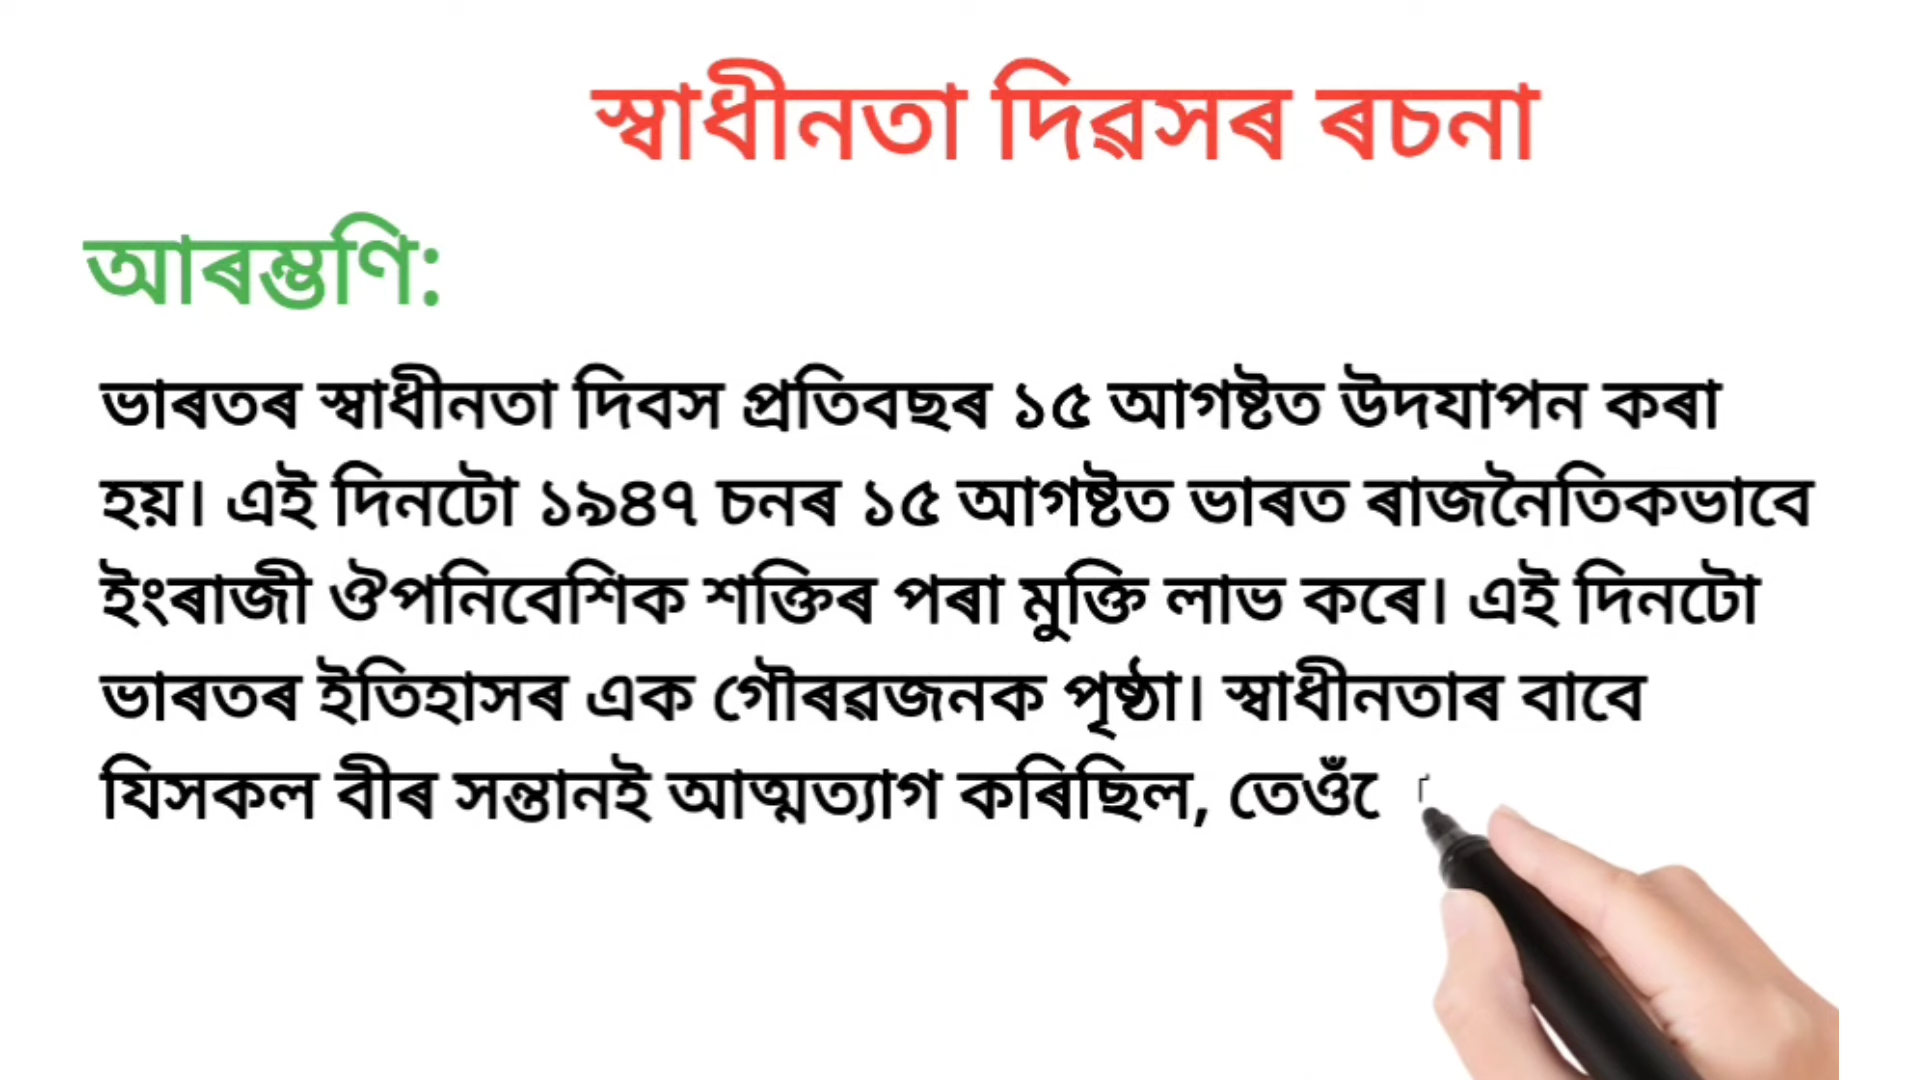 স্বাধীনতা দিৱসৰ ৰচনা
আৰম্ভণি:
ভাৰতৰ স্বাধীনতা দিবস প্ৰতিবছৰ ১৫ আগষ্টত উদযাপন কৰা
হয়। এই দিনটো ১৯৪৭ চনৰ ১৫ আগষ্টত ভাৰত ৰাজনৈতিকভাবে
ইংৰাজী ঔপনিবেশিক শক্তিৰ পৰা মুক্তি লাভ কৰে। এই দিনটো
ভাৰতৰ ইতিহাসৰ এক গৌৰৱজনক পৃষ্ঠা। স্বাধীনতাৰ বাবে
যিসকল বীৰ সন্তানই আত্মত্যাগ কৰিছিল,